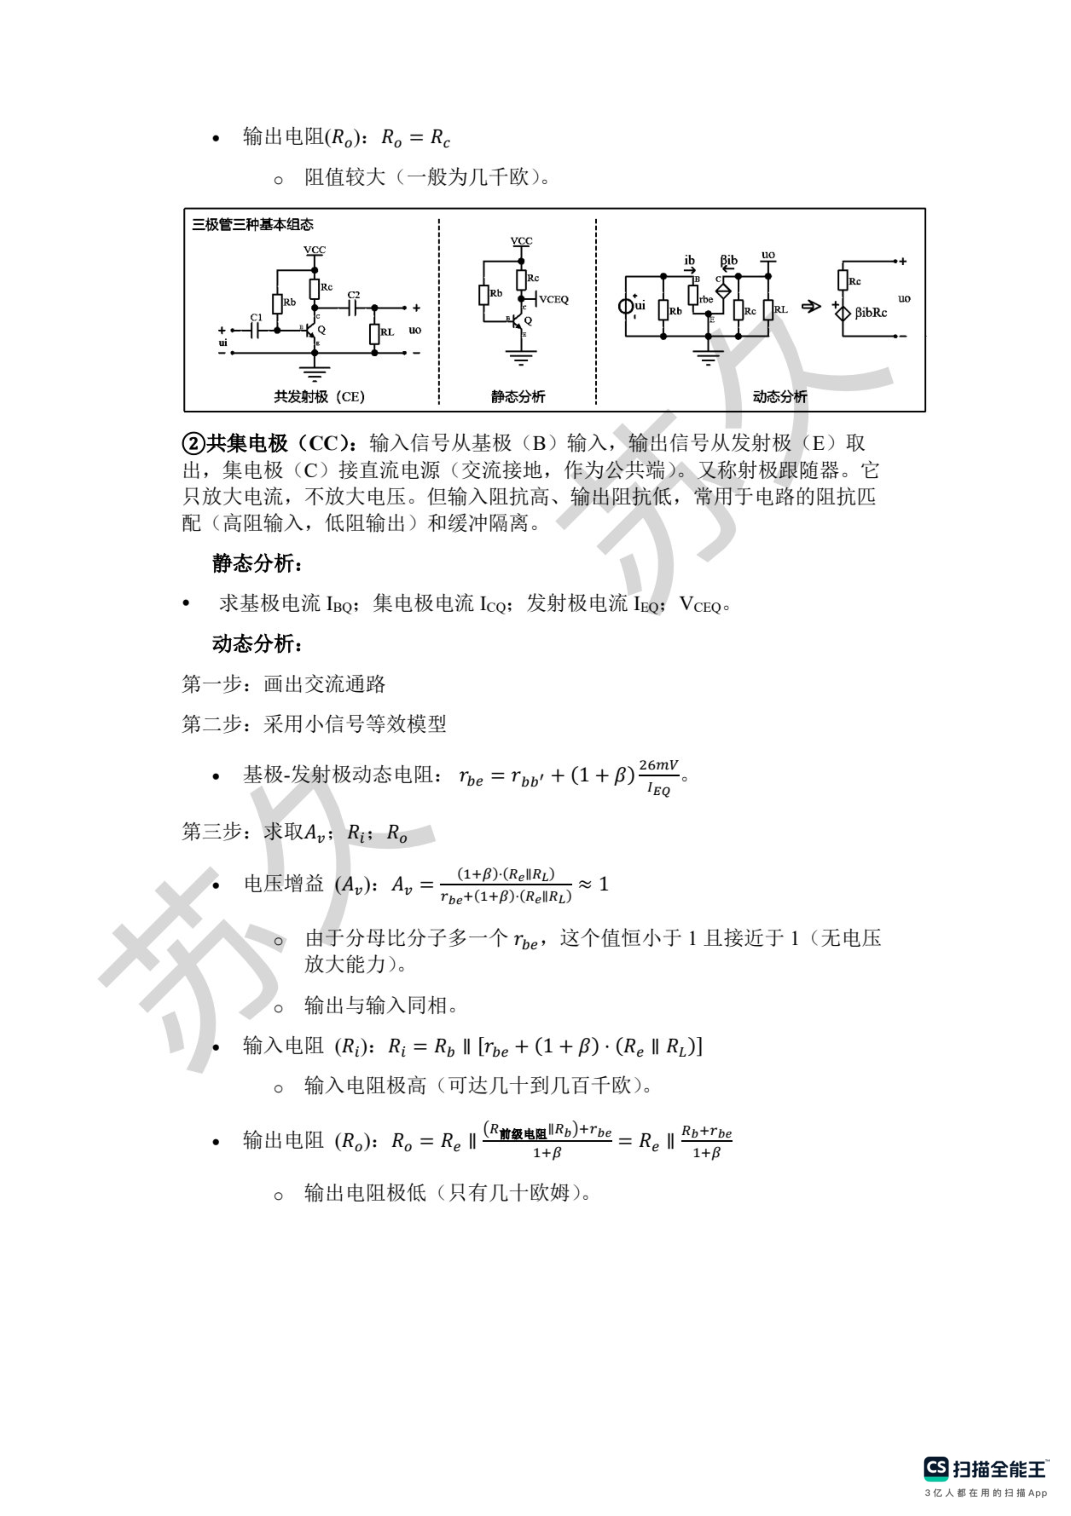 • 输出电阻(Rₒ)：Rₒ = R꜀
○ 阻值较大（一般为几千欧）。
三极管三种基本组态
VCC
Rb
Rc
C1
C2
B
C
E
Q
RL
+
ui
−
+
uo
−
共发射极（CE）
VCC
Rb
Rc
VCEQ
B
C
E
Q
静态分析
ib
βib
uo
ui
Rb
B
rbe
E
C
Rc
RL
Rc
βibRc
+
uo
−
动态分析
②共集电极（CC）：输入信号从基极（B）输入，输出信号从发射极（E）取
出，集电极（C）接直流电源（交流接地，作为公共端）。又称射极跟随器。它
只放大电流，不放大电压。但输入阻抗高、输出阻抗低，常用于电路的阻抗匹
配（高阻输入，低阻输出）和缓冲隔离。
静态分析：
• 求基极电流 IBQ；集电极电流 ICQ；发射极电流 IEQ；VCEQ。
动态分析：
第一步：画出交流通路
第二步：采用小信号等效模型
• 基极-发射极动态电阻： rbe = rbb′ + (1 + β) 26mV/IEQ。
第三步：求取Av；Ri；Ro
• 电压增益 (Av)：Av = (1+β)·(Re∥RL) / rbe+(1+β)·(Re∥RL) ≈ 1
○ 由于分母比分子多一个 rbe，这个值恒小于 1 且接近于 1（无电压
放大能力）。
○ 输出与输入同相。
• 输入电阻 (Ri)：Ri = Rb ∥ [rbe + (1 + β) · (Re ∥ RL)]
○ 输入电阻极高（可达几十到几百千欧）。
• 输出电阻 (Ro)：Ro = Re ∥ (R前级电阻∥Rb)+rbe / 1+β = Re ∥ Rb+rbe / 1+β
○ 输出电阻极低（只有几十欧姆）。
苏久
苏久
CS 扫描全能王
3亿人都在用的扫描App